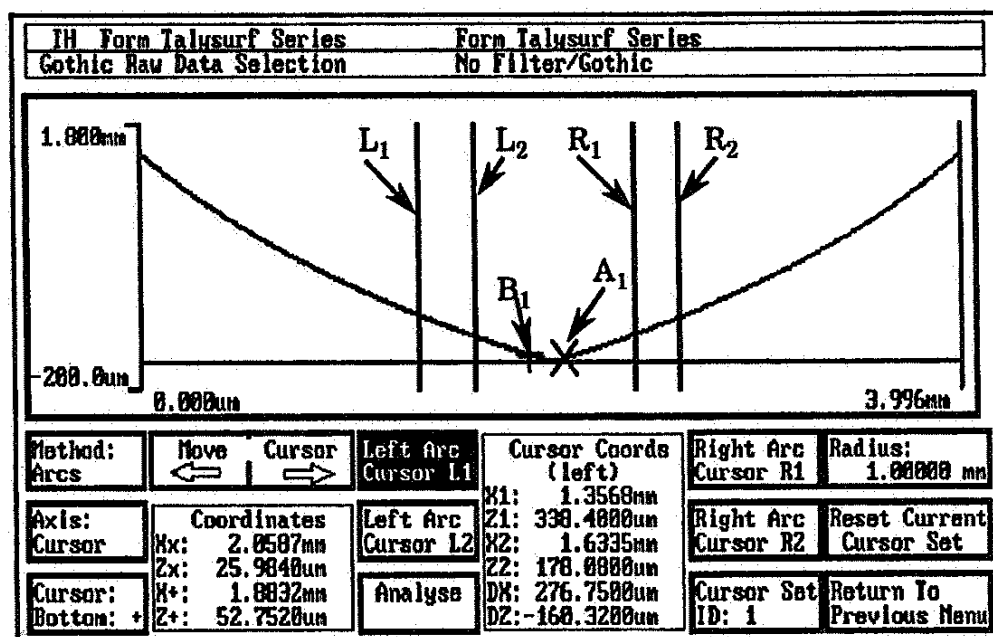 IH Form Talysurf Series Form Talysurf Series
Gothic Raw Data Selection No Filter/Gothic
1.800mm
L1 L2 R1 R2
B1 A1
-200.0um
0.000um 3.996mm
Method:
Arcs
Move Cursor
Left Arc
Cursor L1
Cursor Coords
(left)
X1: 1.3568mm
Z1: 338.4000um
X2: 1.6335mm
Z2: 178.0800um
DX: 276.7500um
DZ:-160.3200um
Right Arc
Cursor R1
Radius:
1.00000 mm
Axis:
Cursor
Coordinates
Xx: 2.0507mm
Zx: 25.9840um
X+: 1.8832mm
Z+: 52.7520um
Left Arc
Cursor L2
Right Arc
Cursor R2
Reset Current
Cursor Set
Cursor:
Bottom: +
Analyse
Cursor Set
ID: 1
Return To
Previous Menu